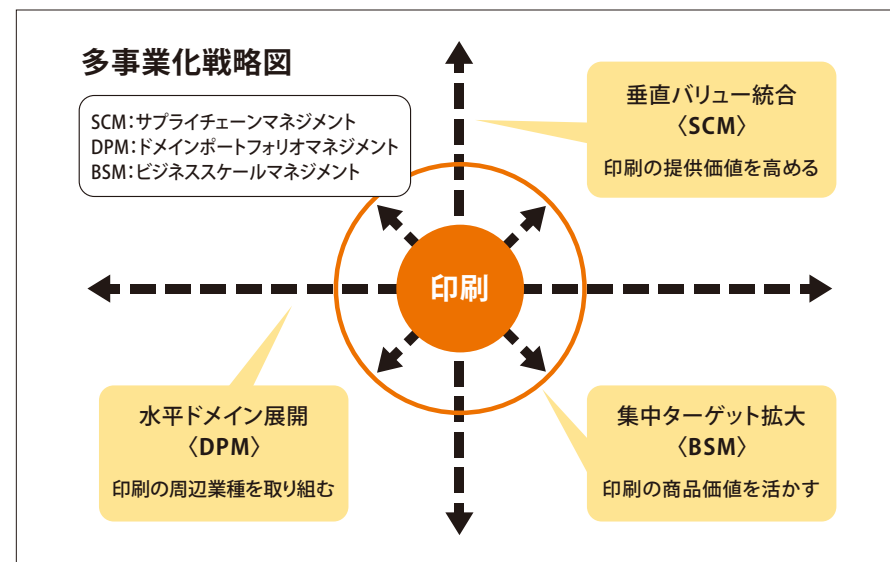 多事業化戦略図
SCM：サプライチェーンマネジメント
DPM：ドメインポートフォリオマネジメント
BSM：ビジネススケールマネジメント
垂直バリュー統合
〈SCM〉
印刷の提供価値を高める
印刷
水平ドメイン展開
〈DPM〉
印刷の周辺業種を取り組む
集中ターゲット拡大
〈BSM〉
印刷の商品価値を活かす